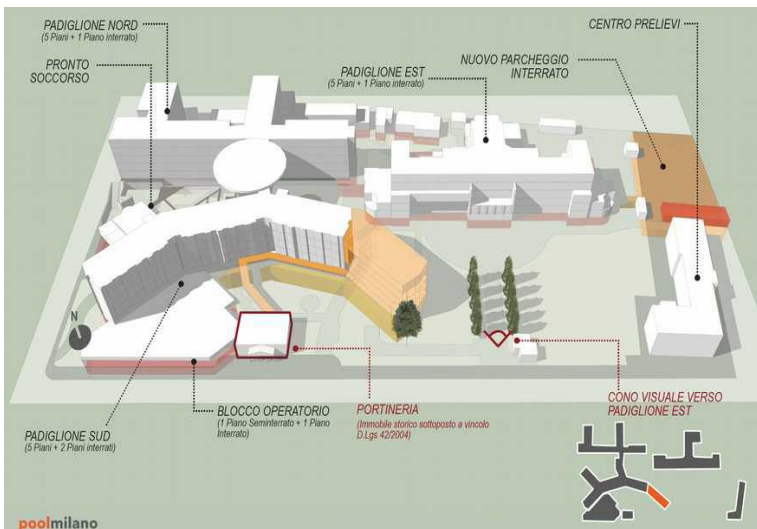 PADIGLIONE NORD
(5 Piani + 1 Piano interrato)
CENTRO PRELIEVI
PRONTO
SOCCORSO
PADIGLIONE EST
(5 Piani + 1 Piano interrato)
NUOVO PARCHEGGIO
INTERRATO
N
PADIGLIONE SUD
(5 Piani + 2 Piani interrati)
BLOCCO OPERATORIO
(1 Piano Seminterrato + 1 Piano
Interrato)
PORTINERIA
(Immobile storico sottoposto a vincolo
D.Lgs 42/2004)
CONO VISUALE VERSO
PADIGLIONE EST
poolmilano